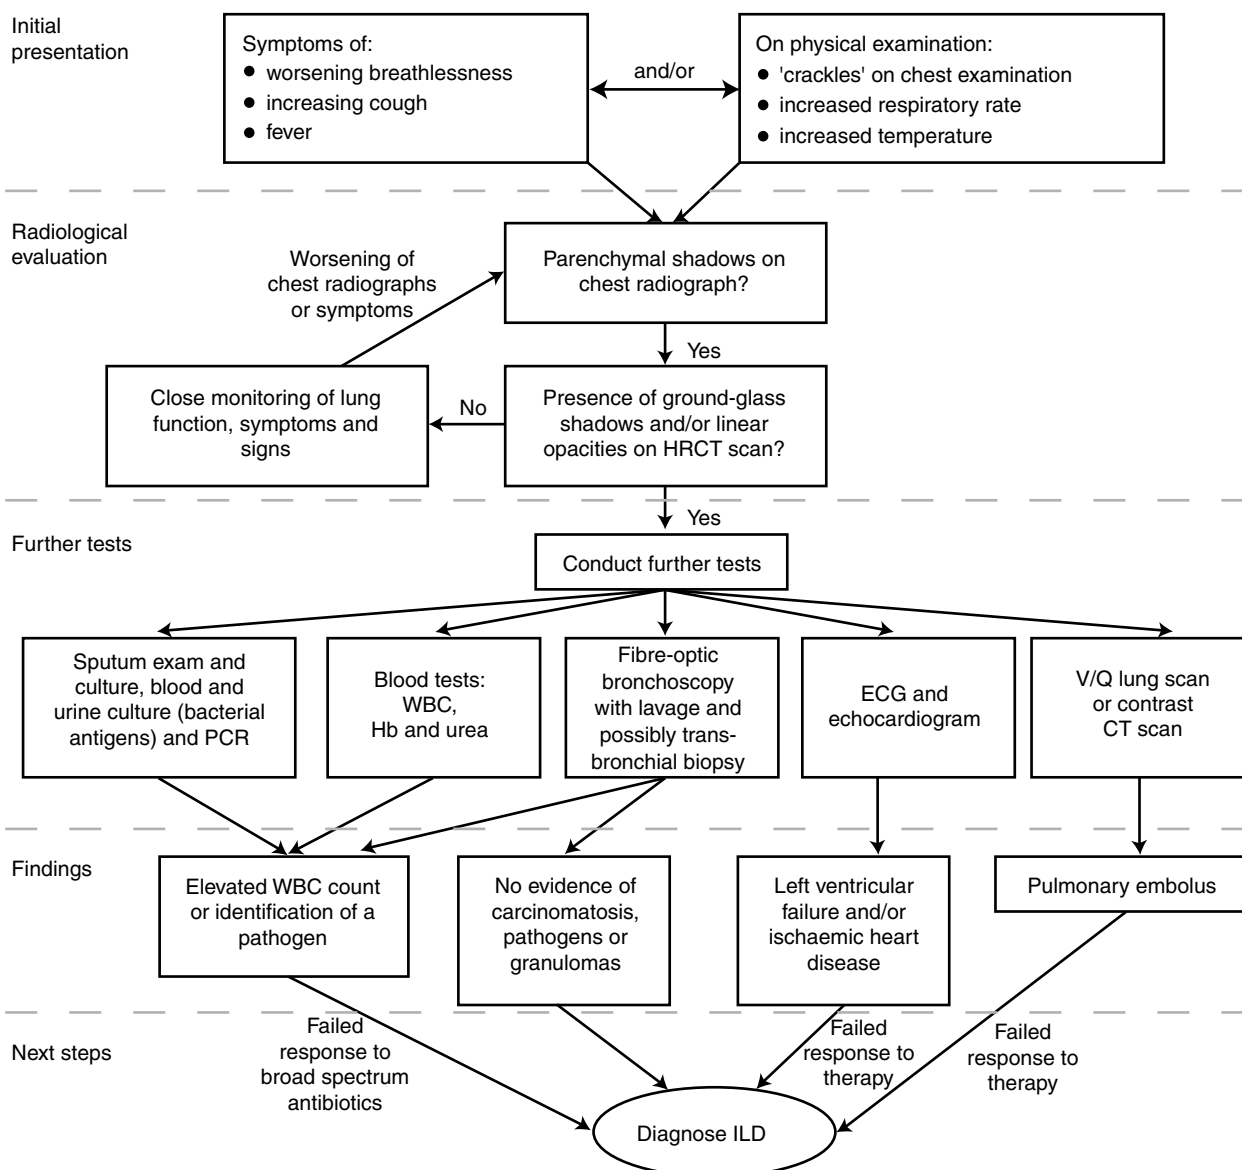 Initial
presentation
Symptoms of:
● worsening breathlessness
● increasing cough
● fever
and/or
On physical examination:
● 'crackles' on chest examination
● increased respiratory rate
● increased temperature
Radiological
evaluation
Worsening of
chest radiographs
or symptoms
Parenchymal shadows on
chest radiograph?
Yes
Close monitoring of lung
function, symptoms and
signs
No
Presence of ground-glass
shadows and/or linear
opacities on HRCT scan?
Yes
Further tests
Conduct further tests
Sputum exam and
culture, blood and
urine culture (bacterial
antigens) and PCR
Blood tests:
WBC,
Hb and urea
Fibre-optic
bronchoscopy
with lavage and
possibly trans-
bronchial biopsy
ECG and
echocardiogram
V/Q lung scan
or contrast
CT scan
Findings
Elevated WBC count
or identification of a
pathogen
No evidence of
carcinomatosis,
pathogens or
granulomas
Left ventricular
failure and/or
ischaemic heart
disease
Pulmonary embolus
Next steps
Failed
response to
broad spectrum
antibiotics
Failed
response to
therapy
Failed
response to
therapy
Diagnose ILD